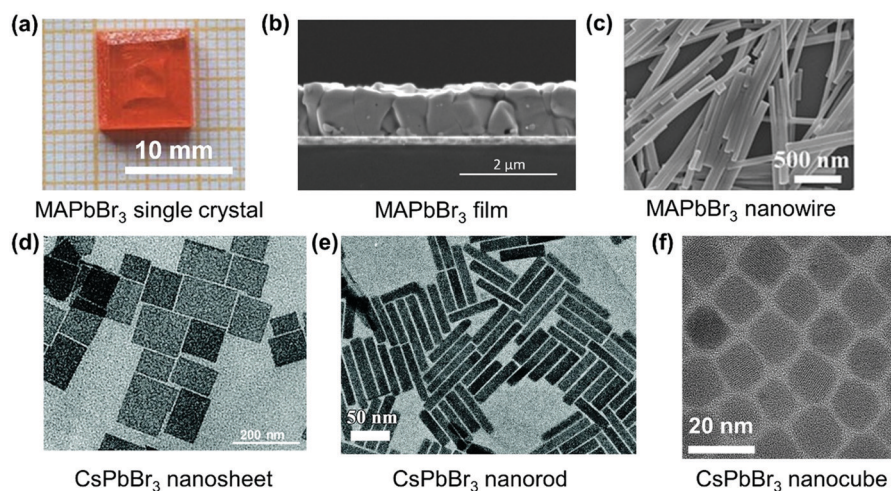 (a)
10 mm
MAPbBr₃ single crystal
(b)
2 μm
MAPbBr₃ film
(c)
500 nm
MAPbBr₃ nanowire
(d)
200 nm
CsPbBr₃ nanosheet
(e)
50 nm
CsPbBr₃ nanorod
(f)
20 nm
CsPbBr₃ nanocube